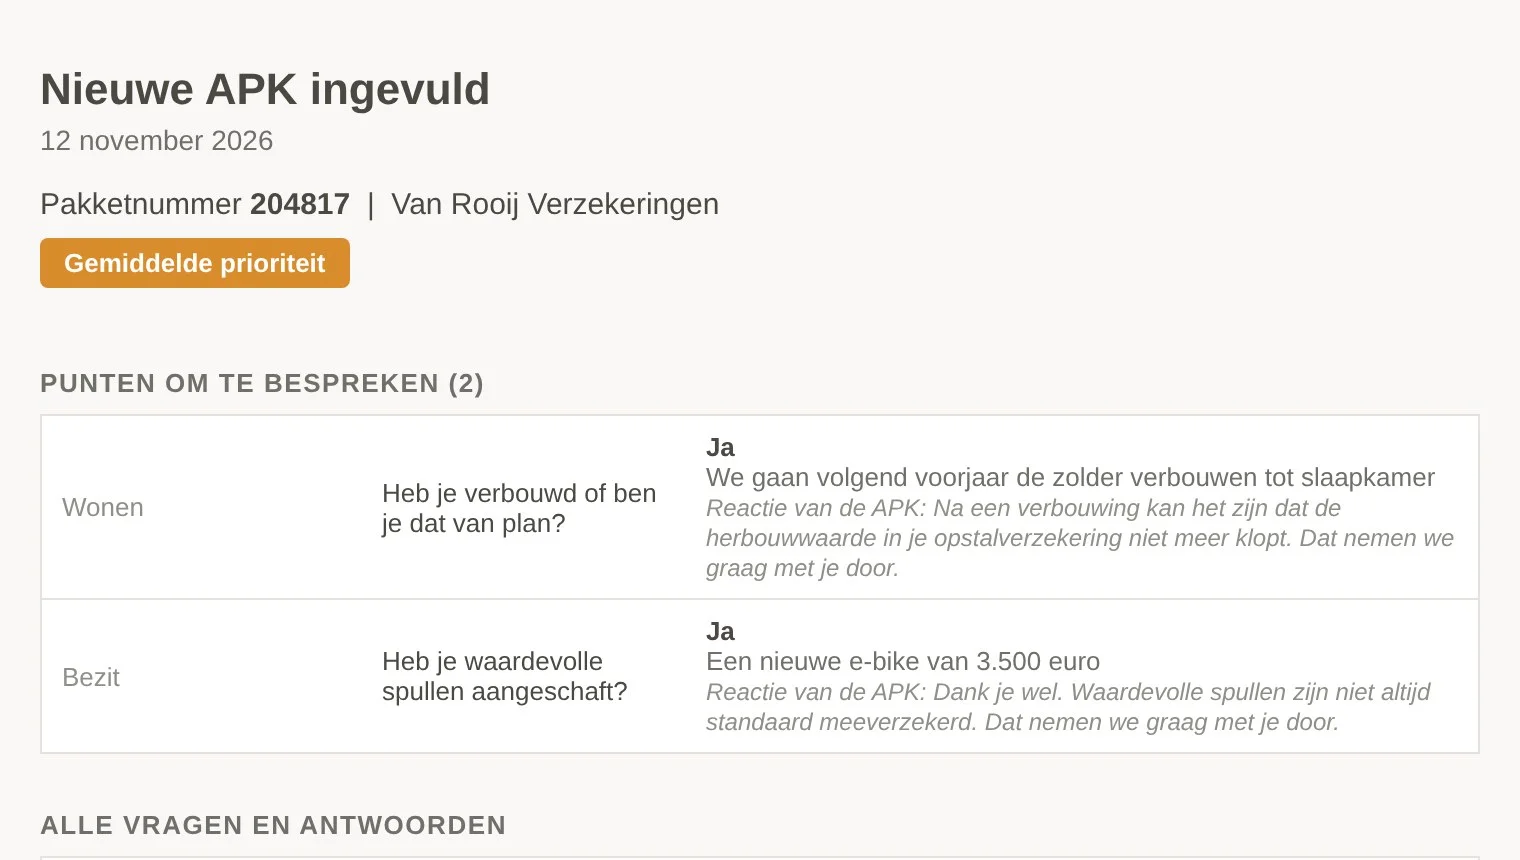 Nieuwe APK ingevuld
12 november 2026
Pakketnummer 204817 | Van Rooij Verzekeringen
Gemiddelde prioriteit
PUNTEN OM TE BESPREKEN (2)
Wonen
Heb je verbouwd of ben
je dat van plan?
Ja
We gaan volgend voorjaar de zolder verbouwen tot slaapkamer
Reactie van de APK: Na een verbouwing kan het zijn dat de
herbouwwaarde in je opstalverzekering niet meer klopt. Dat nemen we
graag met je door.
Bezit
Heb je waardevolle
spullen aangeschaft?
Ja
Een nieuwe e-bike van 3.500 euro
Reactie van de APK: Dank je wel. Waardevolle spullen zijn niet altijd
standaard meeverzekerd. Dat nemen we graag met je door.
ALLE VRAGEN EN ANTWOORDEN